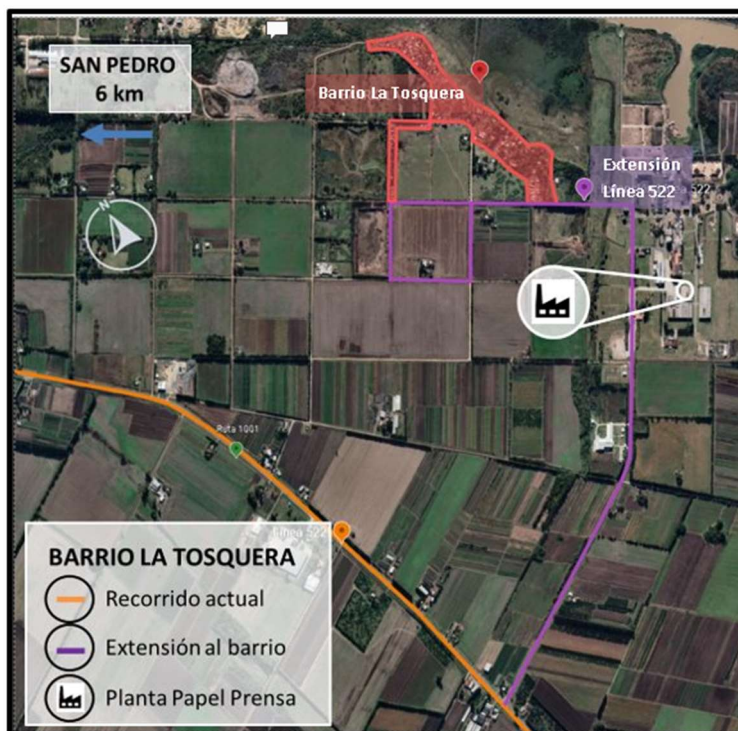 SAN PEDRO
6 km
Barrio La Tosquera
Extensión
Línea 522
N
Ruta 1001
Línea 522
BARRIO LA TOSQUERA
Recorrido actual
Extensión al barrio
Planta Papel Prensa